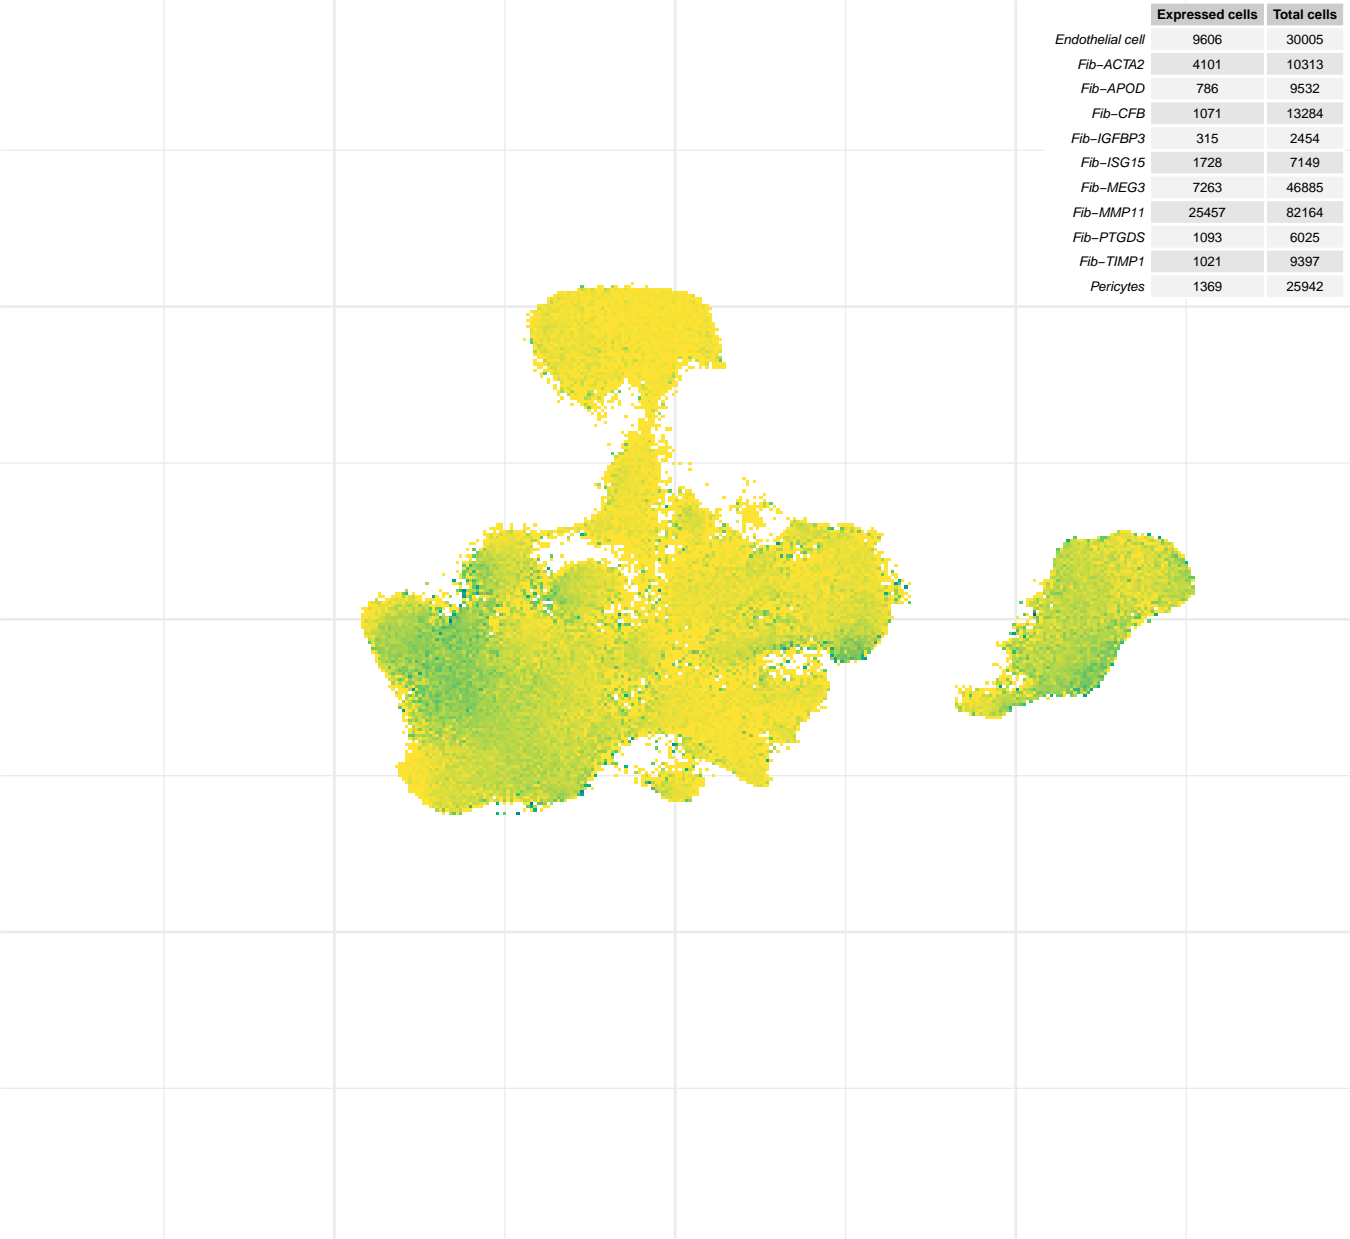 Expressed cells Total cells
Endothelial cell 9606 30005
Fib−ACTA2 4101 10313
Fib−APOD 786 9532
Fib−CFB 1071 13284
Fib−IGFBP3 315 2454
Fib−ISG15 1728 7149
Fib−MEG3 7263 46885
Fib−MMP11 25457 82164
Fib−PTGDS 1093 6025
Fib−TIMP1 1021 9397
Pericytes 1369 25942